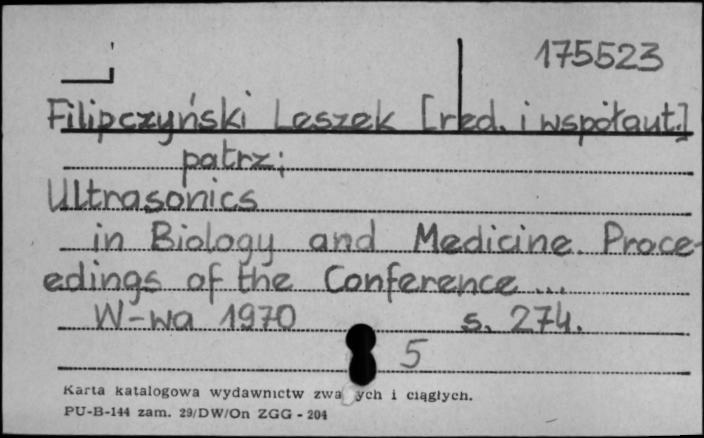 175523
Filipczyński Leszek [red. i współaut.]
patrz;
Ultrasonics
in Biology and Medicine. Proce-
edings of the Conference...
W-wa 1970 s. 274.
5
Karta katalogowa wydawnictw zwa ych i ciągłych.
PU-B-144 zam. 29/DW/On ZGG - 204